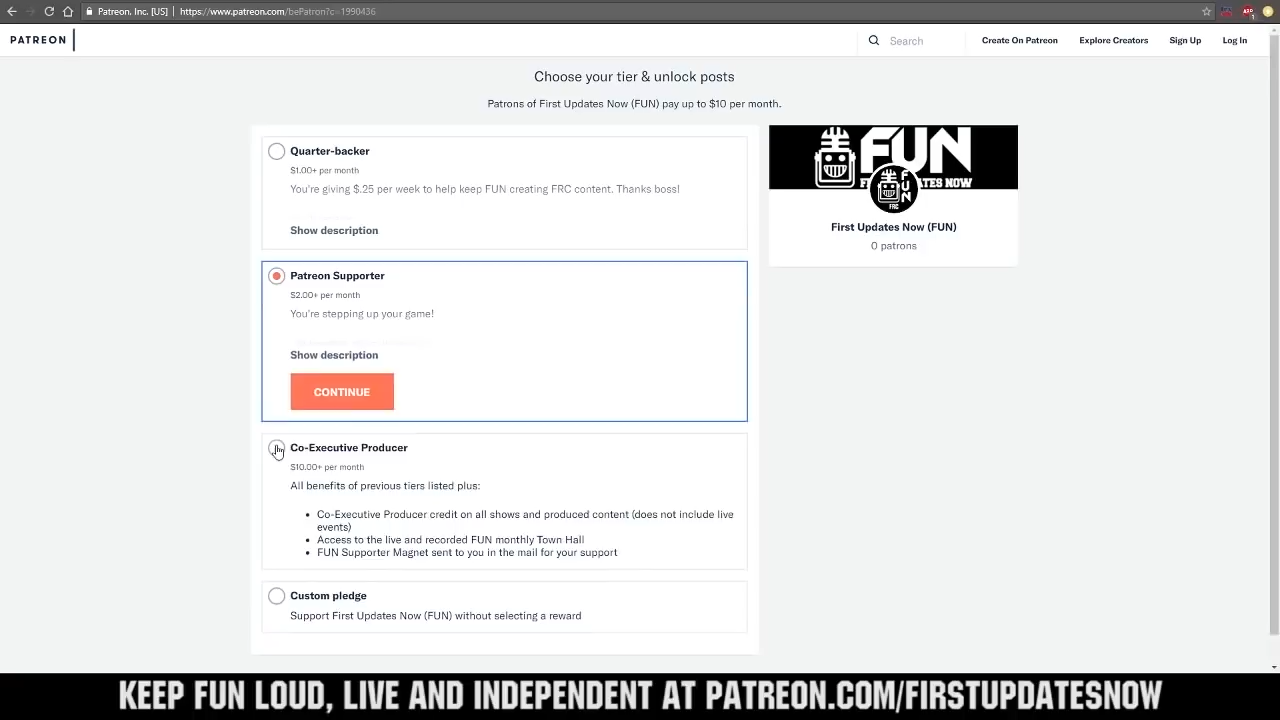 Patreon, Inc. [US] | https://www.patreon.com/bePatron?c=1990436
PATREON
Search
Create On Patreon
Explore Creators
Sign Up
Log In
Choose your tier & unlock posts
Patrons of First Updates Now (FUN) pay up to $10 per month.
Quarter-backer
$1.00+ per month
You're giving $.25 per week to help keep FUN creating FRC content. Thanks boss!
Show description
Patreon Supporter
$2.00+ per month
You're stepping up your game!
Show description
CONTINUE
Co-Executive Producer
$10.00+ per month
All benefits of previous tiers listed plus:
• Co-Executive Producer credit on all shows and produced content (does not include live
events)
• Access to the live and recorded FUN monthly Town Hall
• FUN Supporter Magnet sent to you in the mail for your support
Custom pledge
Support First Updates Now (FUN) without selecting a reward
FUN
FUN
FRC
First Updates Now (FUN)
0 patrons
KEEP FUN LOUD, LIVE AND INDEPENDENT AT PATREON.COM/FIRSTUPDATESNOW